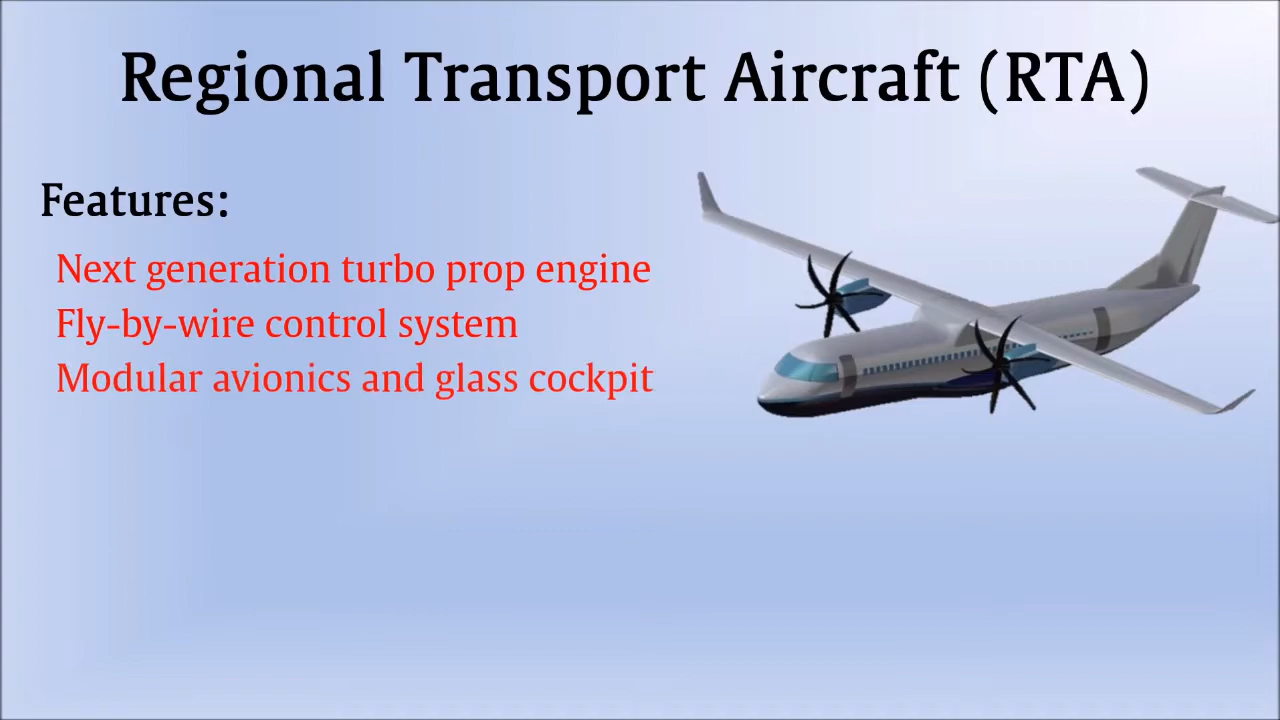 Regional Transport Aircraft (RTA)
Features:
Next generation turbo prop engine
Fly-by-wire control system
Modular avionics and glass cockpit